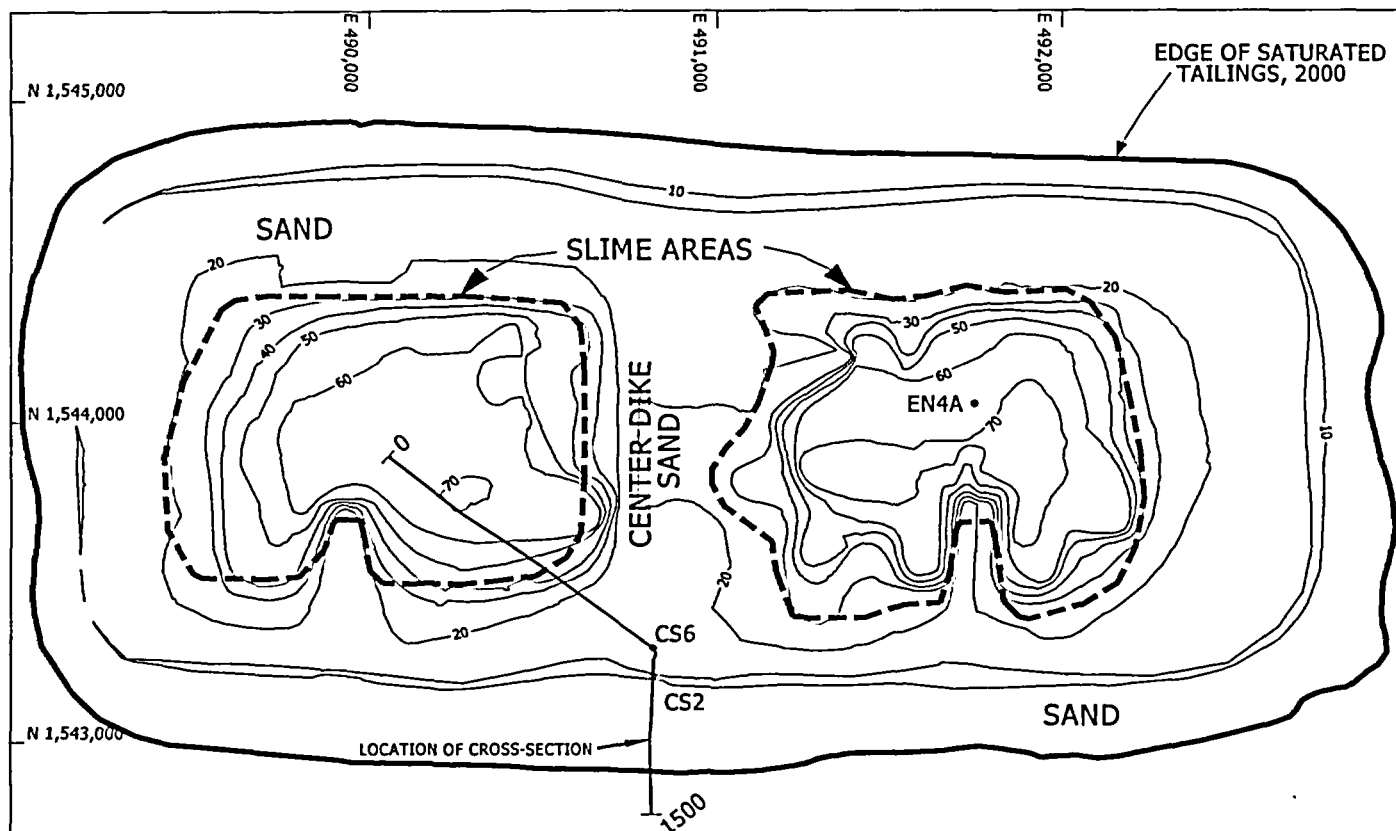 E 490,000
E 491,000
E 492,000
EDGE OF SATURATED
TAILINGS, 2000
N 1,545,000
10
SAND
SLIME AREAS
20
20
30
30
50
40
50
60
60
CENTER-DIKE
SAND
EN4A
N 1,544,000
70
10
0
70
20
20
CS6
CS2
SAND
N 1,543,000
LOCATION OF CROSS-SECTION
1500